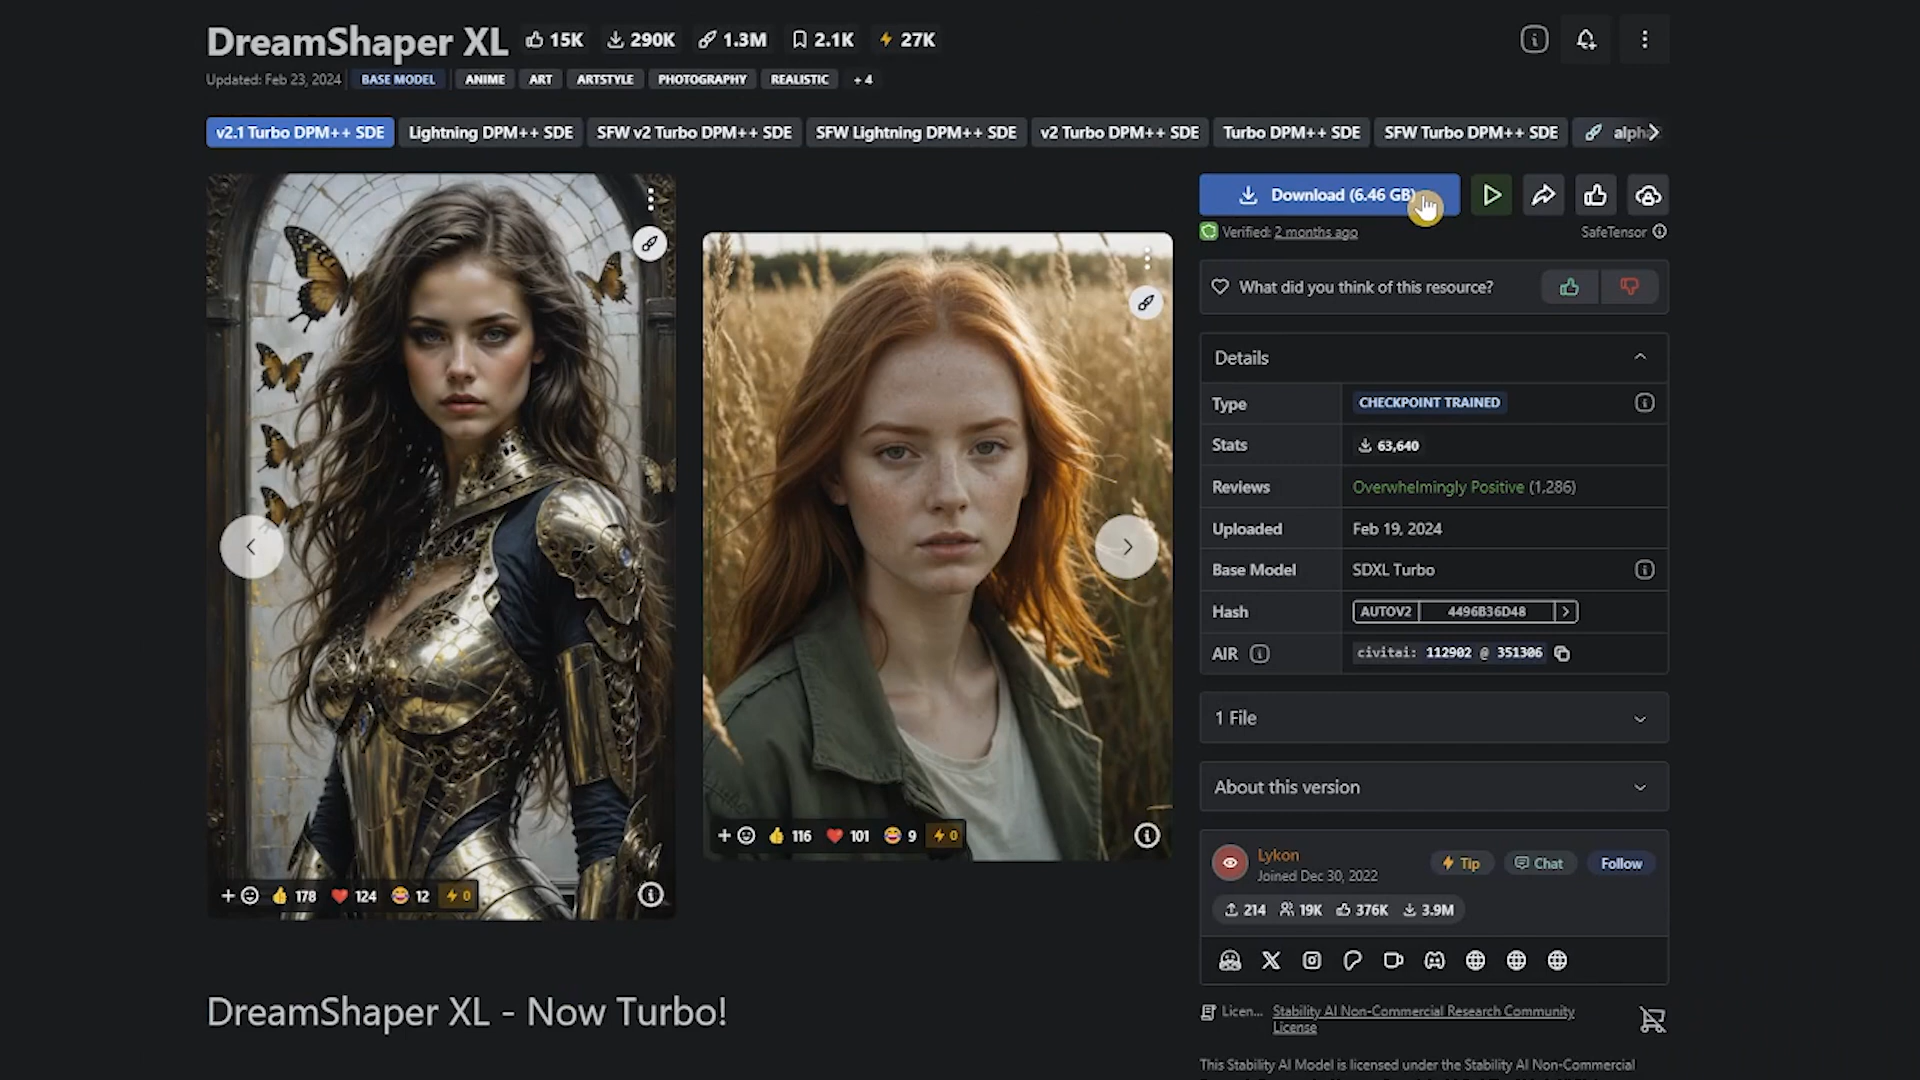 DreamShaper XL 15K 290K 1.3M 2.1K 27K
Updated: Feb 23, 2024 BASE MODEL ANIME ART ARTSTYLE PHOTOGRAPHY REALISTIC + 4
v2.1 Turbo DPM++ SDE Lightning DPM++ SDE SFW v2 Turbo DPM++ SDE SFW Lightning DPM++ SDE v2 Turbo DPM++ SDE Turbo DPM++ SDE SFW Turbo DPM++ SDE alpha
Download (6.46 GB)
Verified: 2 months ago SafeTensor
What did you think of this resource?
Details
Type CHECKPOINT TRAINED
Stats 63,640
Reviews Overwhelmingly Positive (1,286)
Uploaded Feb 19, 2024
Base Model SDXL Turbo
Hash AUTOV2 4496B36D48
AIR civitai: 112902 @ 351306
1 File
About this version
116 101 9 0
178 124 12 0
Lykon
Joined Dec 30, 2022
Tip Chat Follow
214 19K 376K 3.9M
DreamShaper XL - Now Turbo!
Licen... Stability AI Non-Commercial Research Community
License
This Stability AI Model is licensed under the Stability AI Non-Commercial